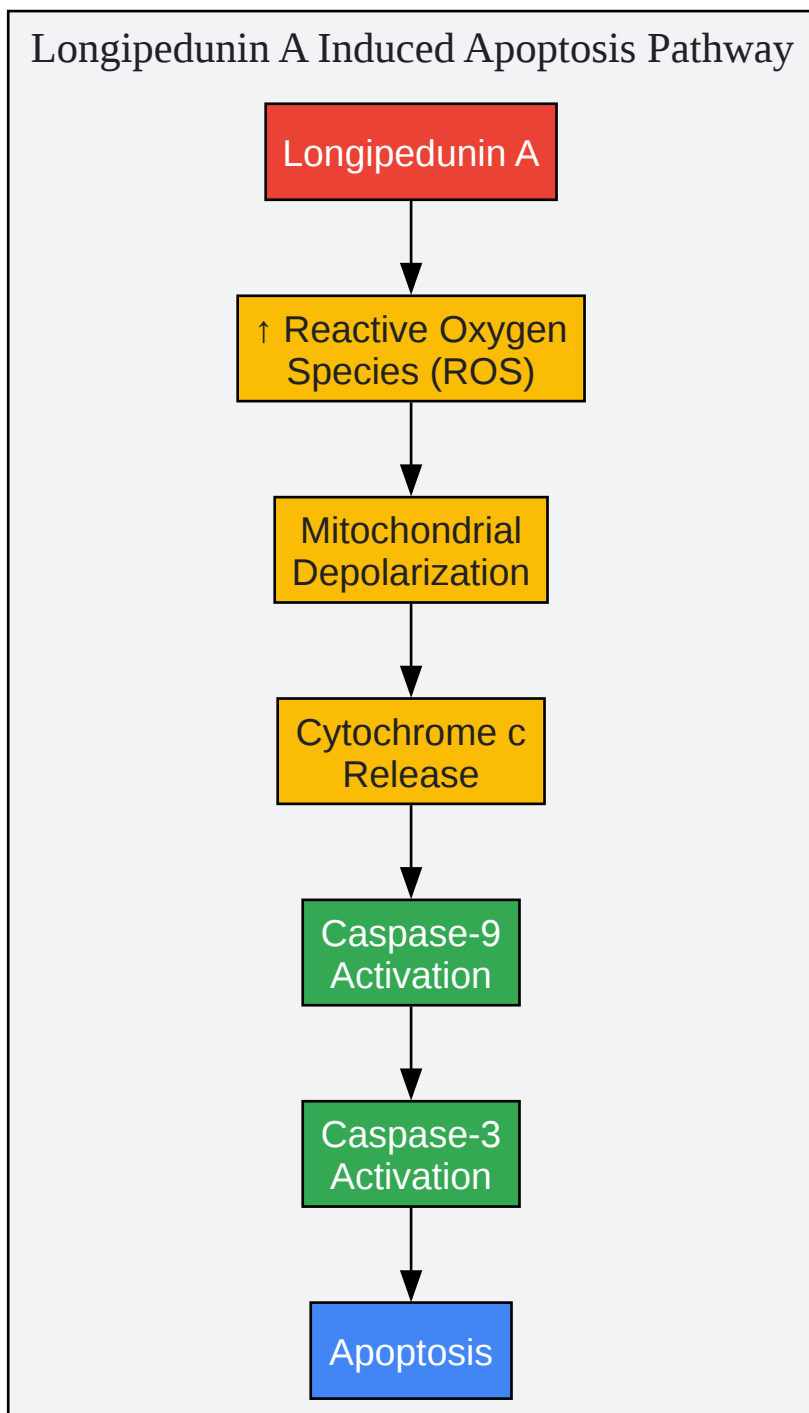 Longipedunin A Induced Apoptosis Pathway
Longipedunin A
↑ Reactive Oxygen
Species (ROS)
Mitochondrial
Depolarization
Cytochrome c
Release
Caspase-9
Activation
Caspase-3
Activation
Apoptosis